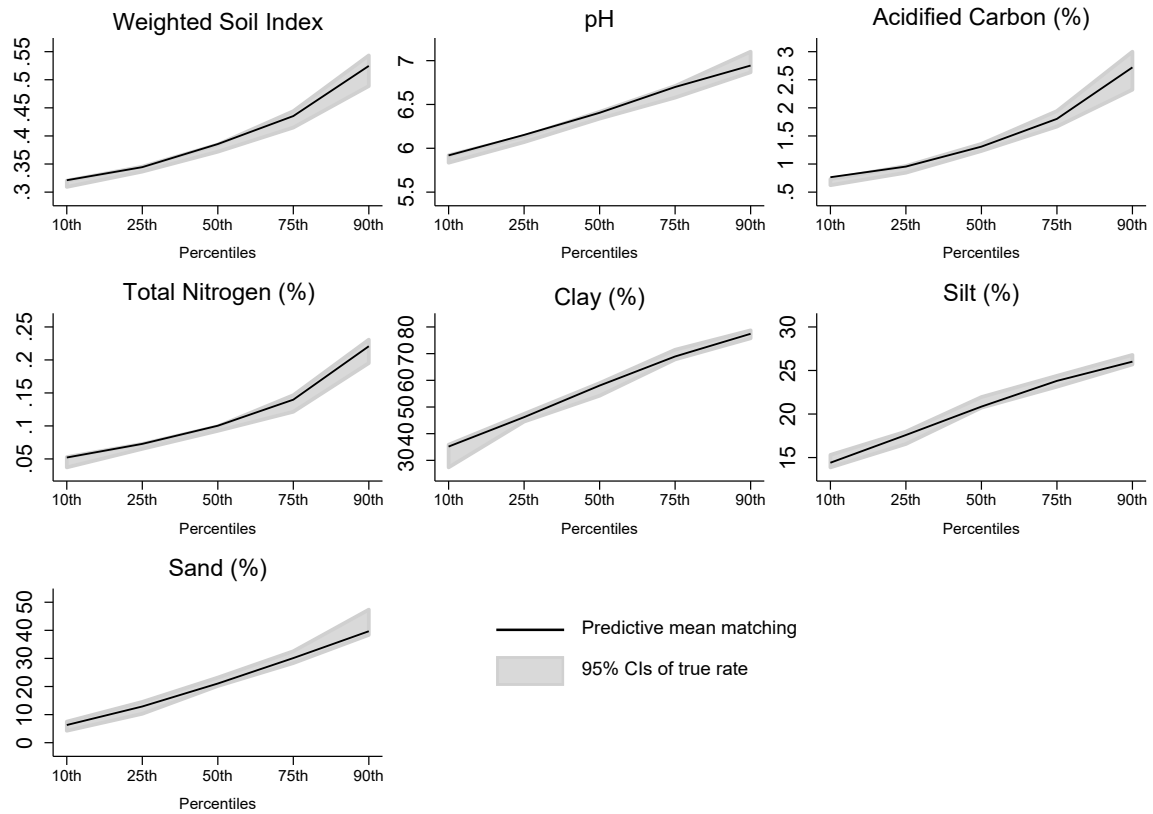 Weighted Soil Index
.3 .35 .4 .45 .5 .55
10th 25th 50th 75th 90th
Percentiles
pH
5.5 6 6.5 7
10th 25th 50th 75th 90th
Percentiles
Acidified Carbon (%)
.5 1 1.5 2 2.5 3
10th 25th 50th 75th 90th
Percentiles
Total Nitrogen (%)
.05 .1 .15 .2 .25
10th 25th 50th 75th 90th
Percentiles
Clay (%)
30 40 50 60 70 80
10th 25th 50th 75th 90th
Percentiles
Silt (%)
15 20 25 30
10th 25th 50th 75th 90th
Percentiles
Sand (%)
0 10 20 30 40 50
10th 25th 50th 75th 90th
Percentiles
Predictive mean matching
95% CIs of true rate